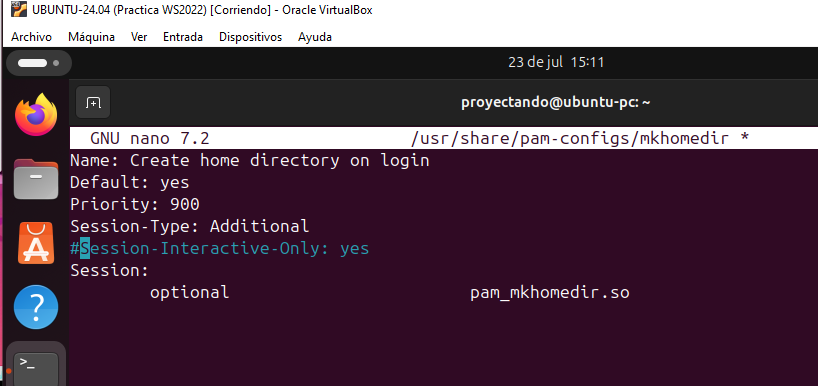 UBUNTU-24.04 (Practica WS2022) [Corriendo] - Oracle VirtualBox
Archivo Máquina Ver Entrada Dispositivos Ayuda
23 de jul 15:11
proyectando@ubuntu-pc: ~
GNU nano 7.2 /usr/share/pam-configs/mkhomedir *
Name: Create home directory on login
Default: yes
Priority: 900
Session-Type: Additional
#Session-Interactive-Only: yes
Session:
optional pam_mkhomedir.so